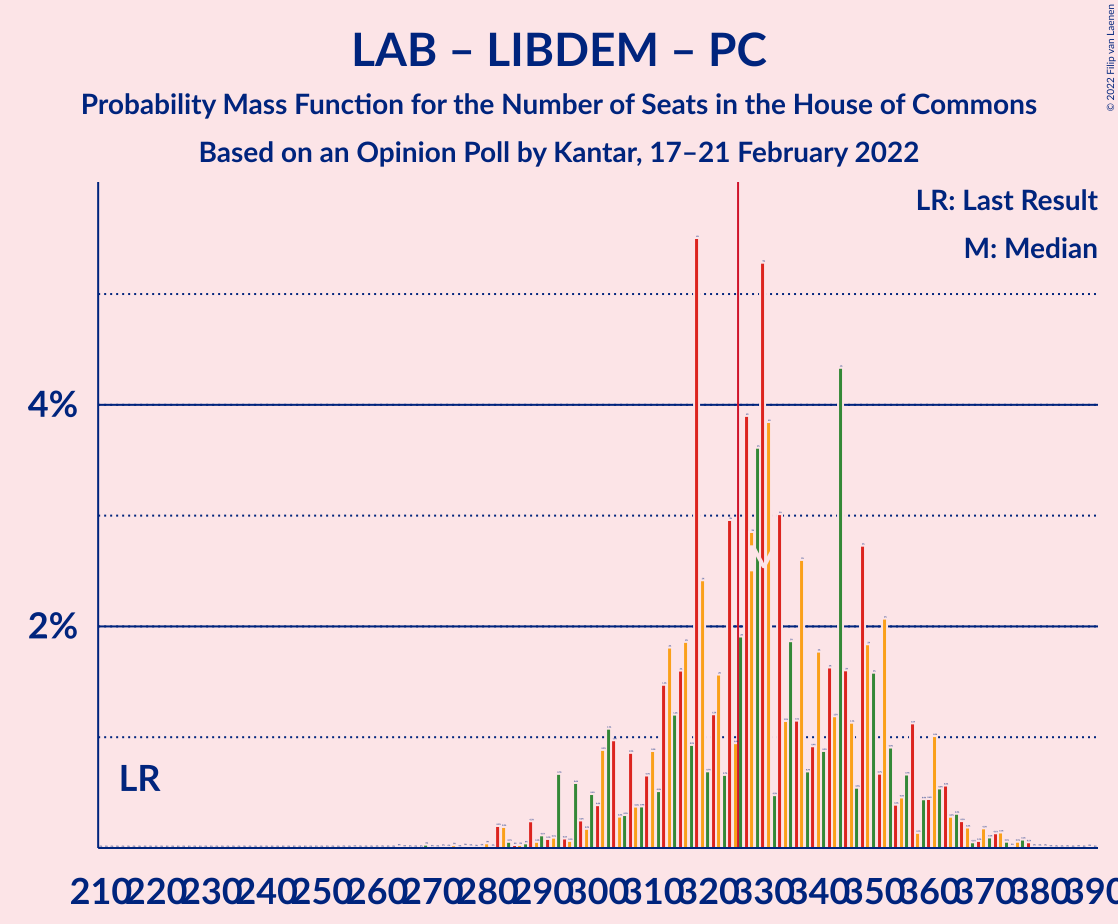 LAB – LIBDEM – PC
Probability Mass Function for the Number of Seats in the House of Commons
Based on an Opinion Poll by Kantar, 17–21 February 2022
© 2022 Filip van Laenen
LR: Last Result
M: Median
4%
2%
LR
M
210 220 230 240 250 260 270 280 290 300 310 320 330 340 350 360 370 380 390